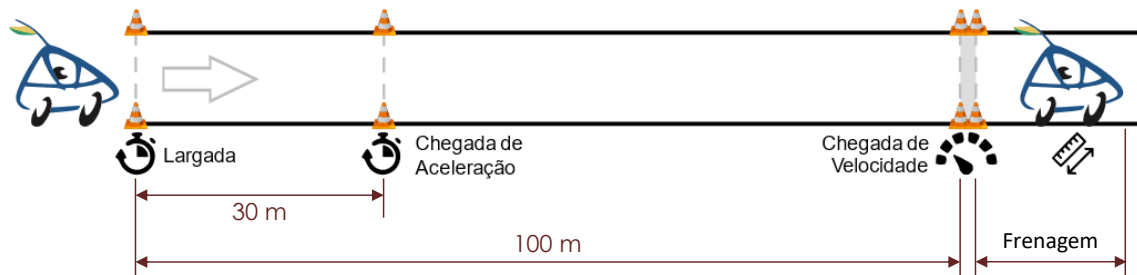 Largada
Chegada de
Aceleração
Chegada de
Velocidade
30 m
100 m
Frenagem